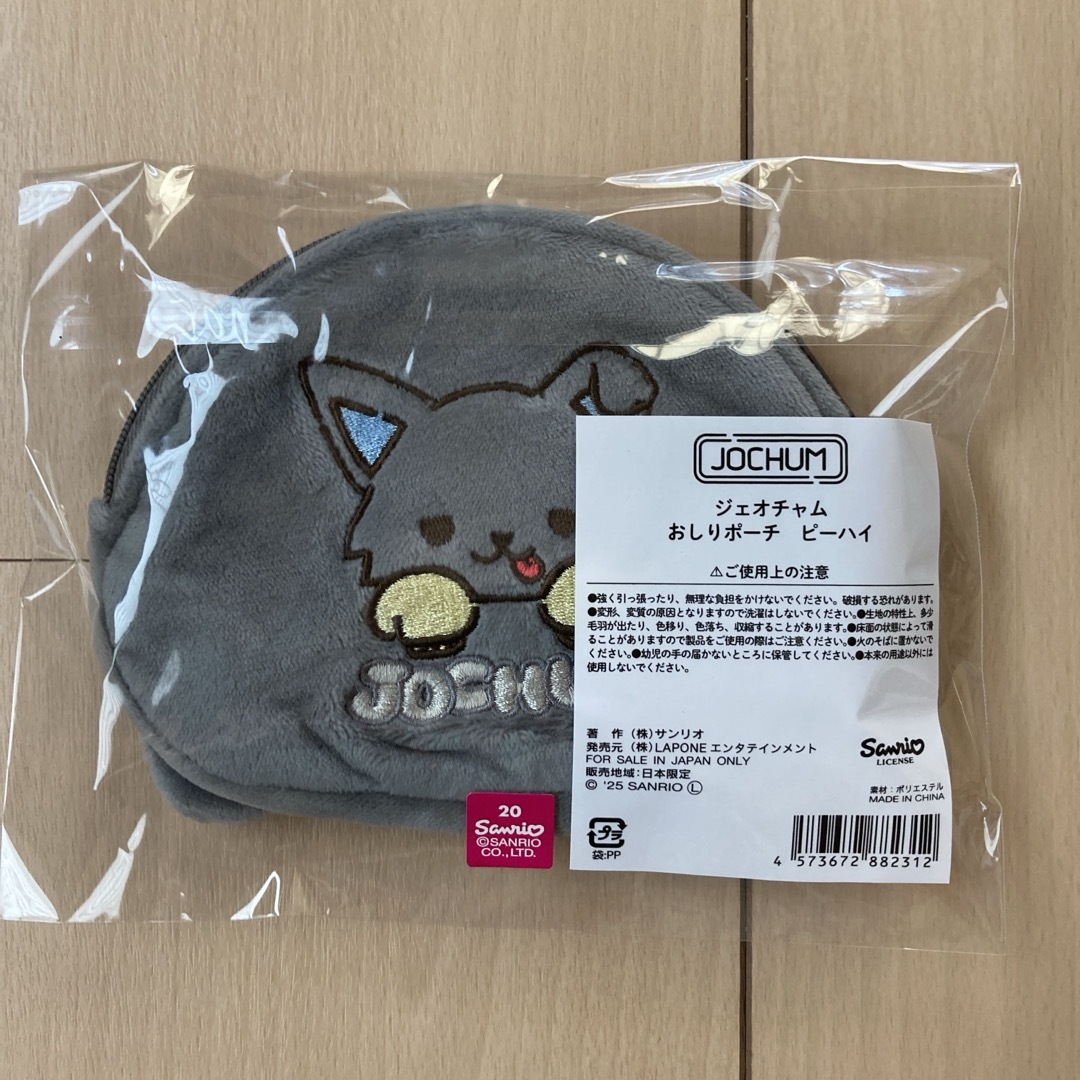 JOCHUM
ジェオチャム
おしりポーチ ピーハイ
⚠ご使用上の注意
●強く引っ張ったり、無理な負担をかけないでください。破損する恐れがあります。
●変形、変質の原因となりますので洗濯はしないでください。●生地の特性上、多少
毛羽が出たり、色移り、色落ち、収縮することがあります。●床面の状態によって滑
ることがありますので製品をご使用の際はご注意ください。●火のそばに置かないで
ください。●幼児の手の届かないところに保管してください。●本来の用途以外には
使用しないでください。
著 作 (株)サンリオ
発売元 (株)LAPONEエンタテインメント
FOR SALE IN JAPAN ONLY
販売地域:日本限定
© '25 SANRIO Ⓛ
Sanrio
LICENSE
素材:ポリエステル
MADE IN CHINA
プラ
袋:PP
4 573672 882312
JOCHU
20
Sanrio
©SANRIO
CO.,LTD.